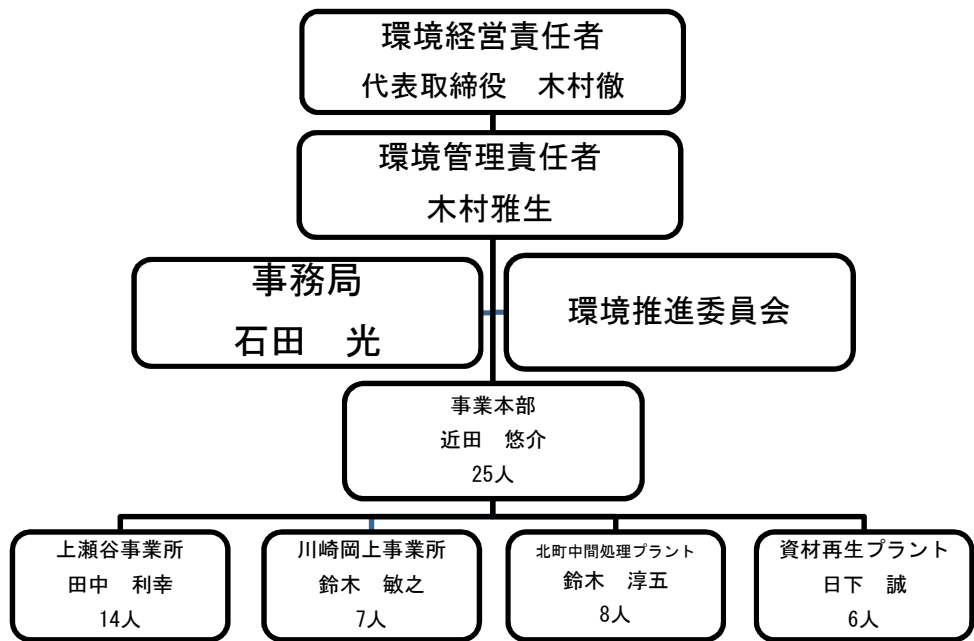 環境経営責任者
代表取締役　木村徹
環境管理責任者
木村雅生
事務局
石田　光
環境推進委員会
事業本部
近田　悠介
25人
上瀬谷事業所
田中　利幸
14人
川崎岡上事業所
鈴木　敏之
7人
北町中間処理プラント
鈴木　淳五
8人
資材再生プラント
日下　誠
6人